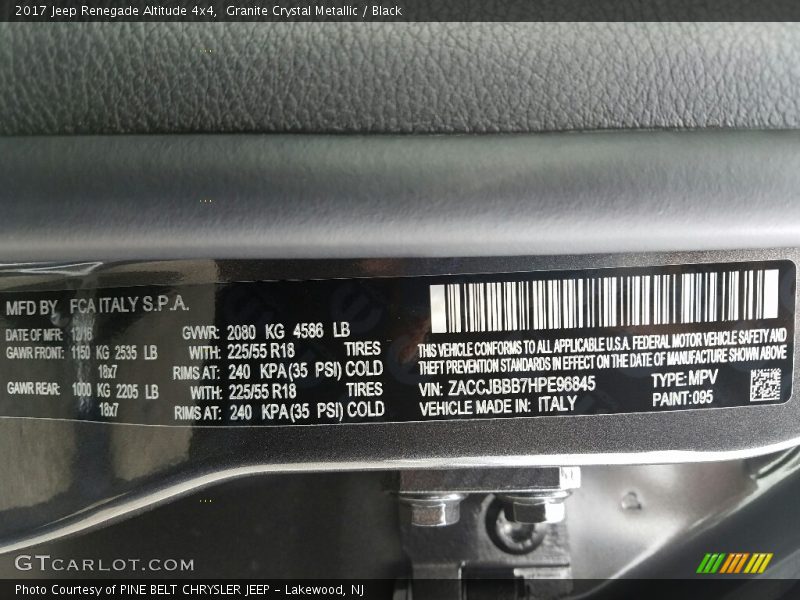 2017 Jeep Renegade Altitude 4x4, Granite Crystal Metallic / Black
MFD BY FCA ITALY S.P.A.
DATE OF MFR: 12/16 GVWR: 2080 KG 4586 LB
GAWR FRONT: 1150 KG 2535 LB WITH: 225/55 R18 TIRES
18x7 RIMS AT: 240 KPA (35 PSI) COLD
GAWR REAR: 1000 KG 2205 LB WITH: 225/55 R18 TIRES
18x7 RIMS AT: 240 KPA (35 PSI) COLD
THIS VEHICLE CONFORMS TO ALL APPLICABLE U.S.A. FEDERAL MOTOR VEHICLE SAFETY AND
THEFT PREVENTION STANDARDS IN EFFECT ON THE DATE OF MANUFACTURE SHOWN ABOVE
VIN: ZACCJBBB7HPE96845 TYPE: MPV
VEHICLE MADE IN: ITALY PAINT: 095
GTCARLOT.COM
Photo Courtesy of PINE BELT CHRYSLER JEEP - Lakewood, NJ